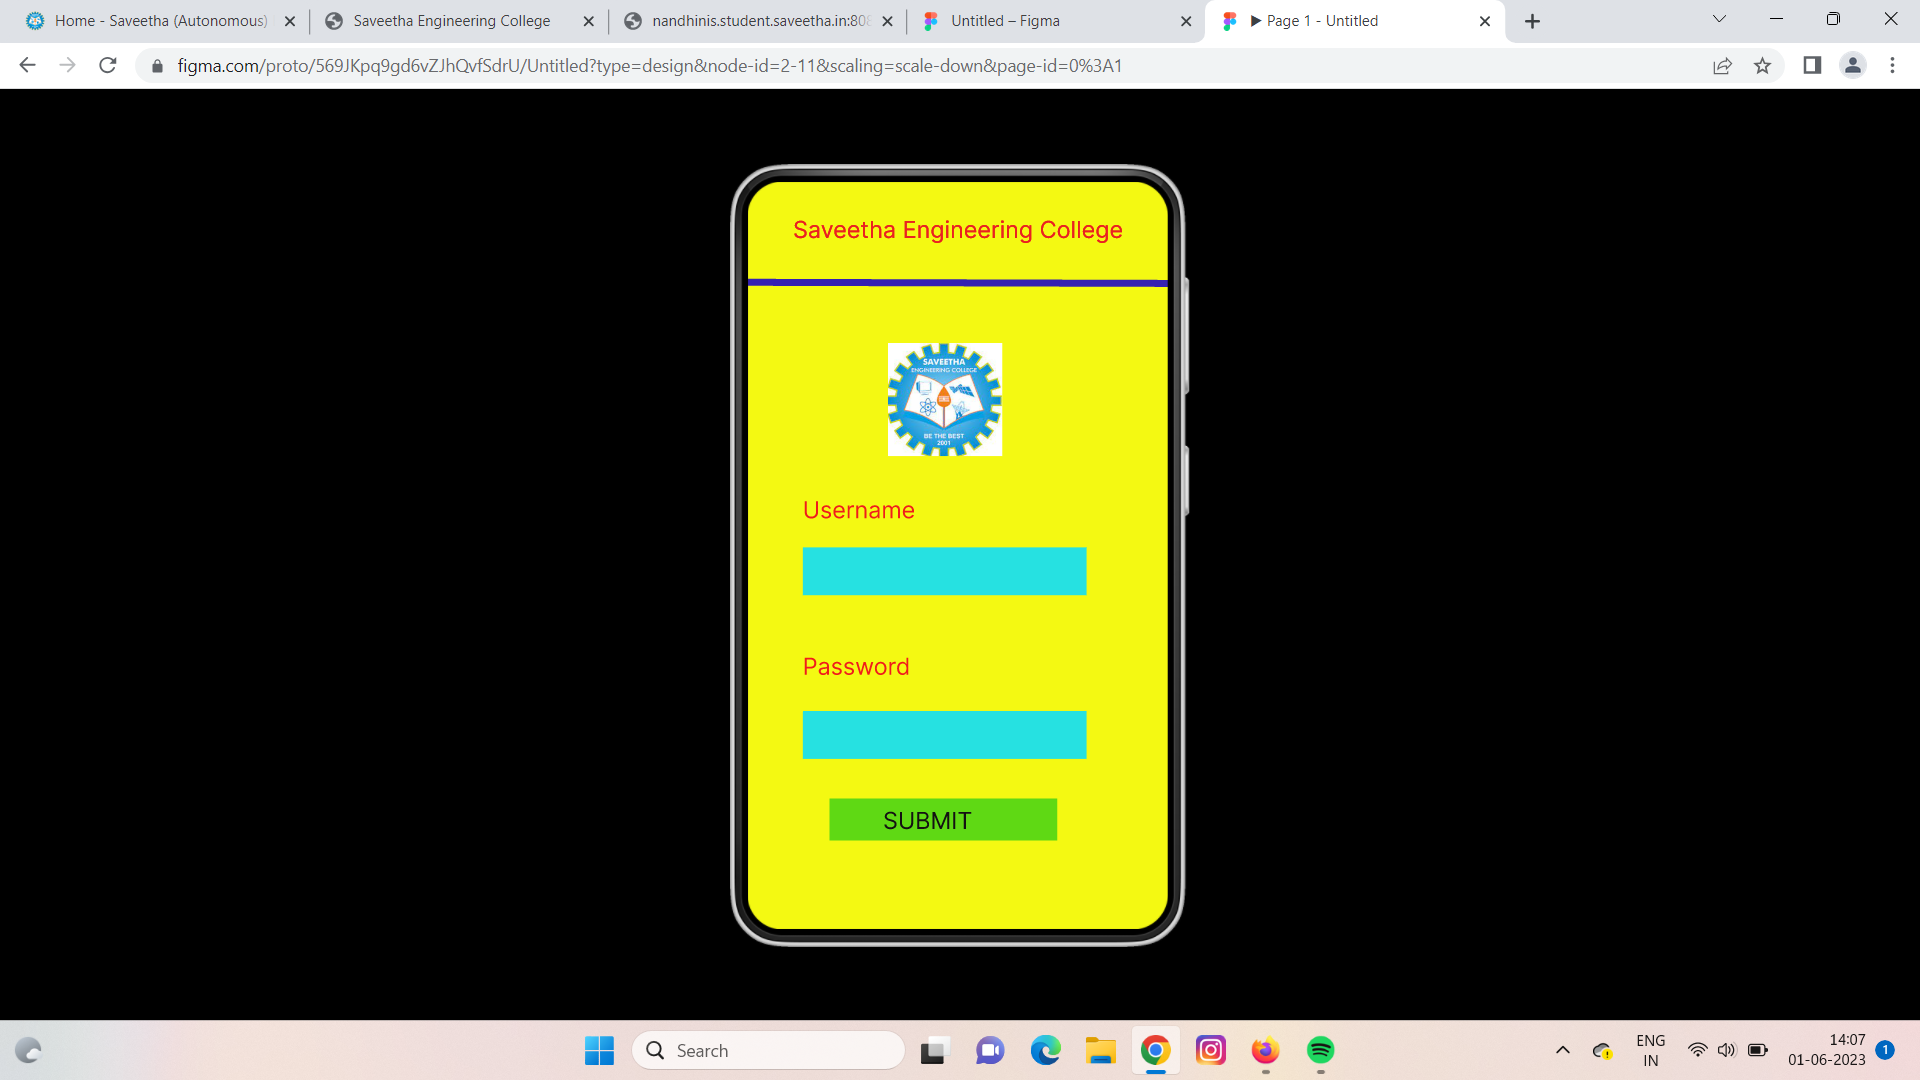 Home - Saveetha (Autonomous)
Saveetha Engineering College
nandhinis.student.saveetha.in:808
Untitled – Figma
▶ Page 1 - Untitled
figma.com/proto/569JKpq9gd6vZJhQvfSdrU/Untitled?type=design&node-id=2-11&scaling=scale-down&page-id=0%3A1
Saveetha Engineering College
SAVEETHA
ENGINEERING COLLEGE
BE THE BEST
2001
Username
Password
SUBMIT
Search
ENG
IN
14:07
01-06-2023
1